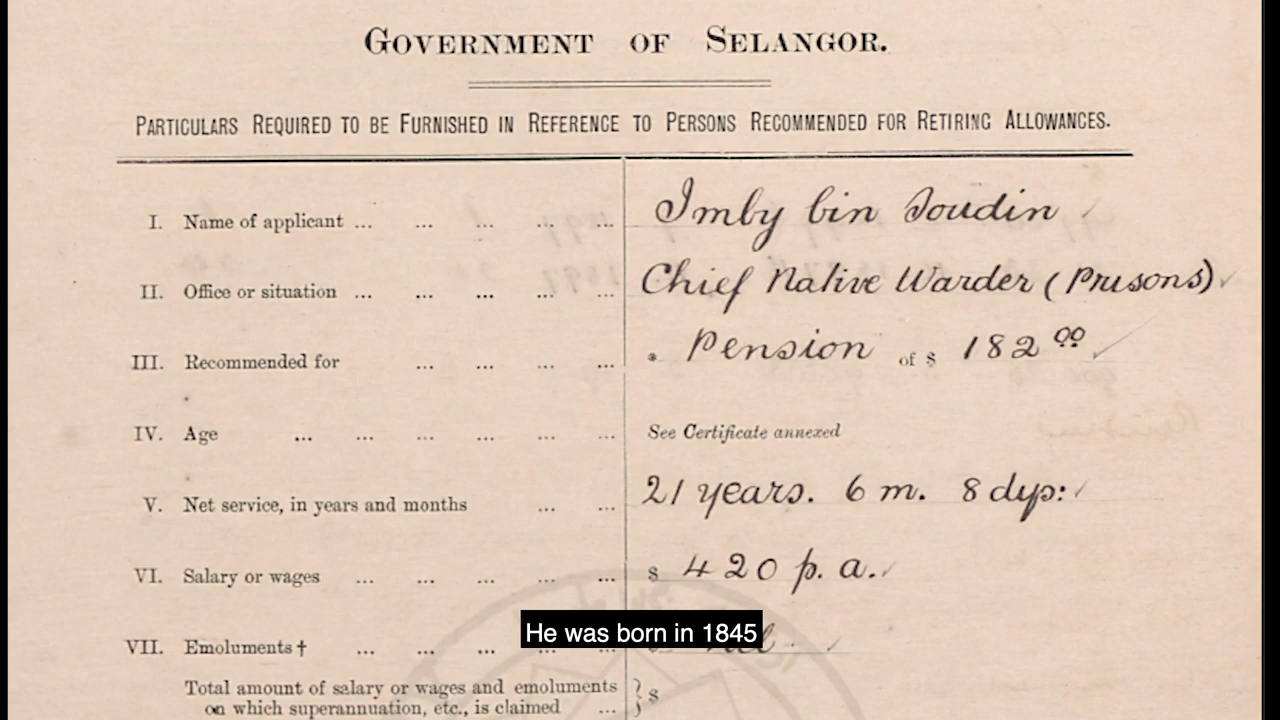 GOVERNMENT OF SELANGOR.
PARTICULARS REQUIRED TO BE FURNISHED IN REFERENCE TO PERSONS RECOMMENDED FOR RETIRING ALLOWANCES.
I. Name of applicant ... ... ... ... ... Imby bin Soudin
II. Office or situation ... ... ... ... ... Chief Native Warder (Prisons)
III. Recommended for ... ... ... ... * Pension of $ 182 00
IV. Age ... ... ... ... ... ... See Certificate annexed
V. Net service, in years and months ... ... 21 years. 6 m. 8 dys:
VI. Salary or wages ... ... ... ... ... $ 420 p. a.
VII. Emoluments † ... ... ... ... ...
He was born in 1845
Total amount of salary or wages and emoluments
on which superannuation, etc., is claimed ... } $